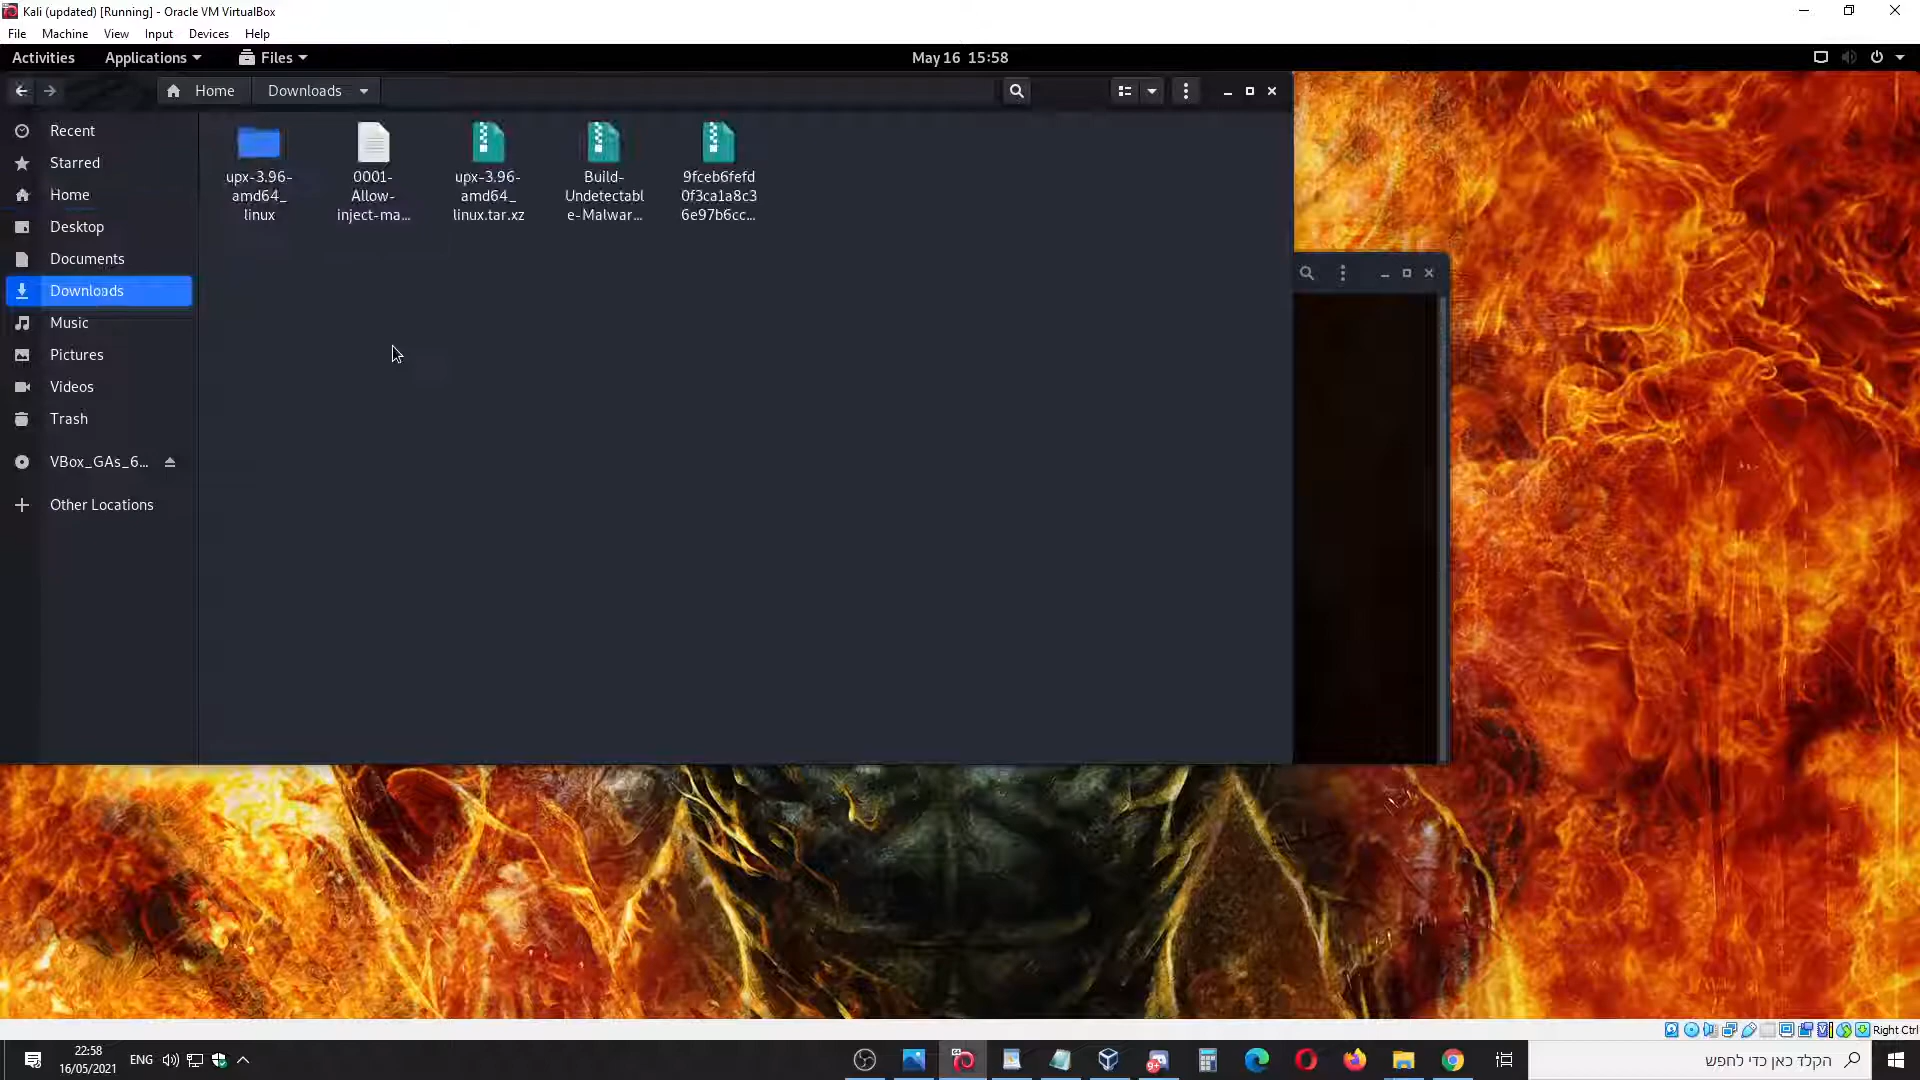 Kali (updated) [Running] - Oracle VM VirtualBox
File Machine View Input Devices Help
Activities Applications Files May 16 15:58
Home Downloads
Recent
Starred
Home
Desktop
Documents
Downloads
Music
Pictures
Videos
Trash
VBox_GAs_6...
Other Locations
upx-3.96-
amd64_
linux
0001-
Allow-
inject-ma...
upx-3.96-
amd64_
linux.tar.xz
Build-
Undetectabl
e-Malwar...
9fceb6fefd
0f3ca1a8c3
6e97b6cc...
Right Ctrl
22:58
16/05/2021
ENG
9+
הקלד כאן כדי לחפש